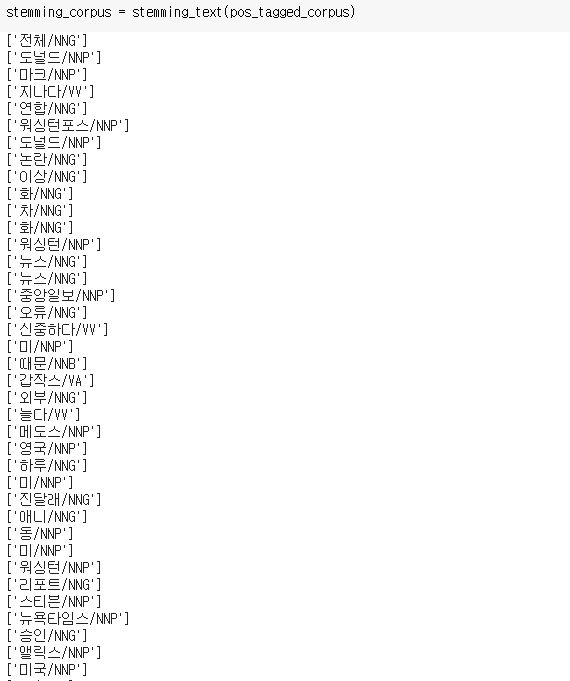 stemming_corpus = stemming_text(pos_tagged_corpus)
['전체/NNG']
['도널드/NNP']
['마크/NNP']
['지나다/VV']
['연합/NNG']
['워싱턴포스/NNP']
['도널드/NNP']
['논란/NNG']
['이상/NNG']
['화/NNG']
['차/NNG']
['화/NNG']
['워싱턴/NNP']
['뉴스/NNG']
['뉴스/NNG']
['중앙일보/NNP']
['오류/NNG']
['신중하다/VV']
['미/NNP']
['때문/NNB']
['갑작스/VA']
['외부/NNG']
['늘다/VV']
['메도스/NNP']
['영국/NNP']
['하루/NNG']
['미/NNP']
['진달래/NNG']
['애니/NNG']
['동/NNP']
['미/NNP']
['워싱턴/NNP']
['리포트/NNG']
['스티븐/NNP']
['뉴욕타임스/NNP']
['승인/NNG']
['앨릭스/NNP']
['미국/NNP']